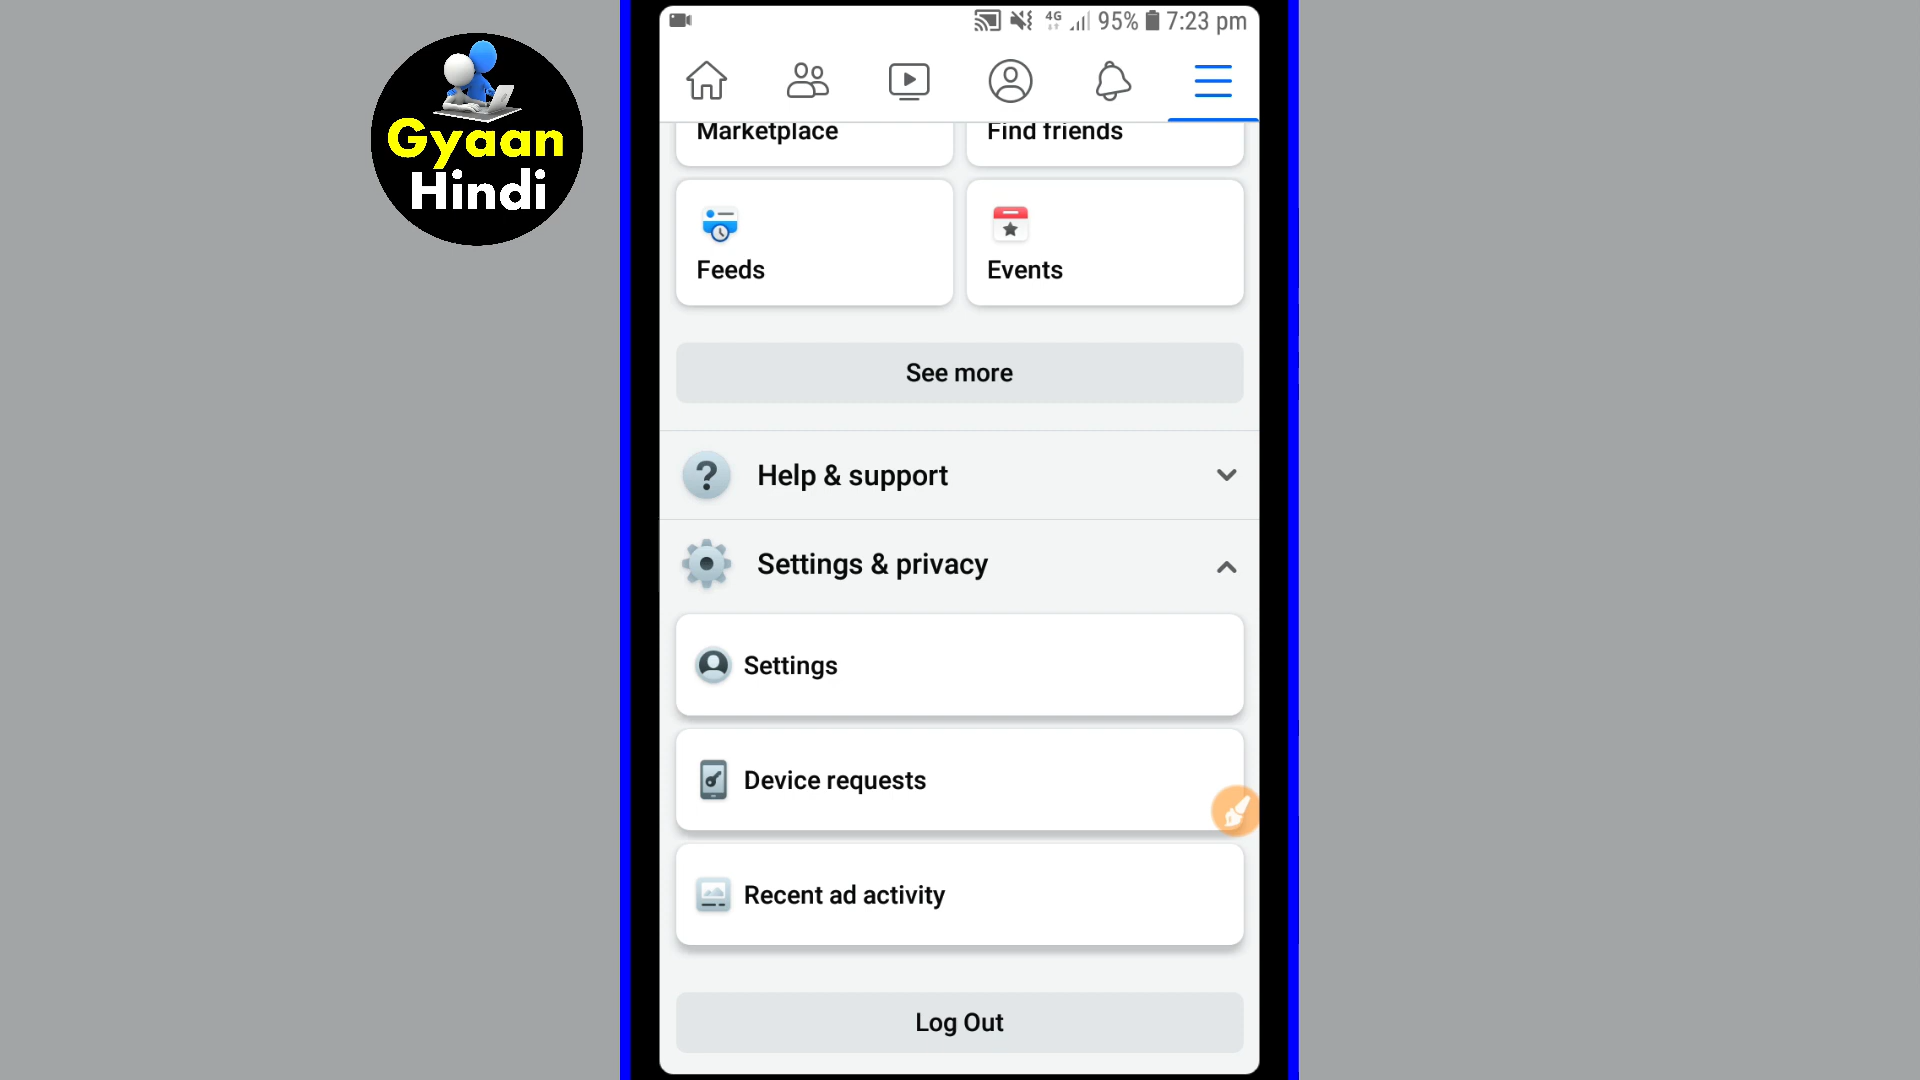 Gyaan
Hindi
4G 95% 7:23 pm
Marketplace
Find friends
Feeds
Events
See more
Help & support
Settings & privacy
Settings
Device requests
Recent ad activity
Log Out